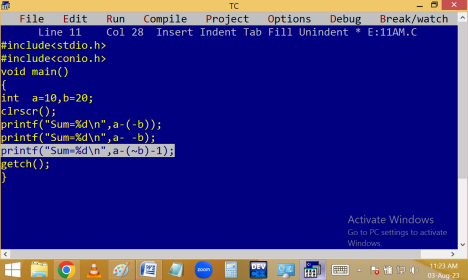 TC
File Edit Run Compile Project Options Debug Break/watch
Line 11 Col 28 Insert Indent Tab Fill Unindent * E:11AM.C
#include<stdio.h>
#include<conio.h>
void main()
{
int a=10,b=20;
clrscr();
printf("Sum=%d\n",a-(-b));
printf("Sum=%d\n",a- -b);
printf("Sum=%d\n",a-(~b)-1);
getch();
}
Activate Windows
Go to PC settings to activate
Windows.
zoom
DEV
11:23 AM
03-Aug-23